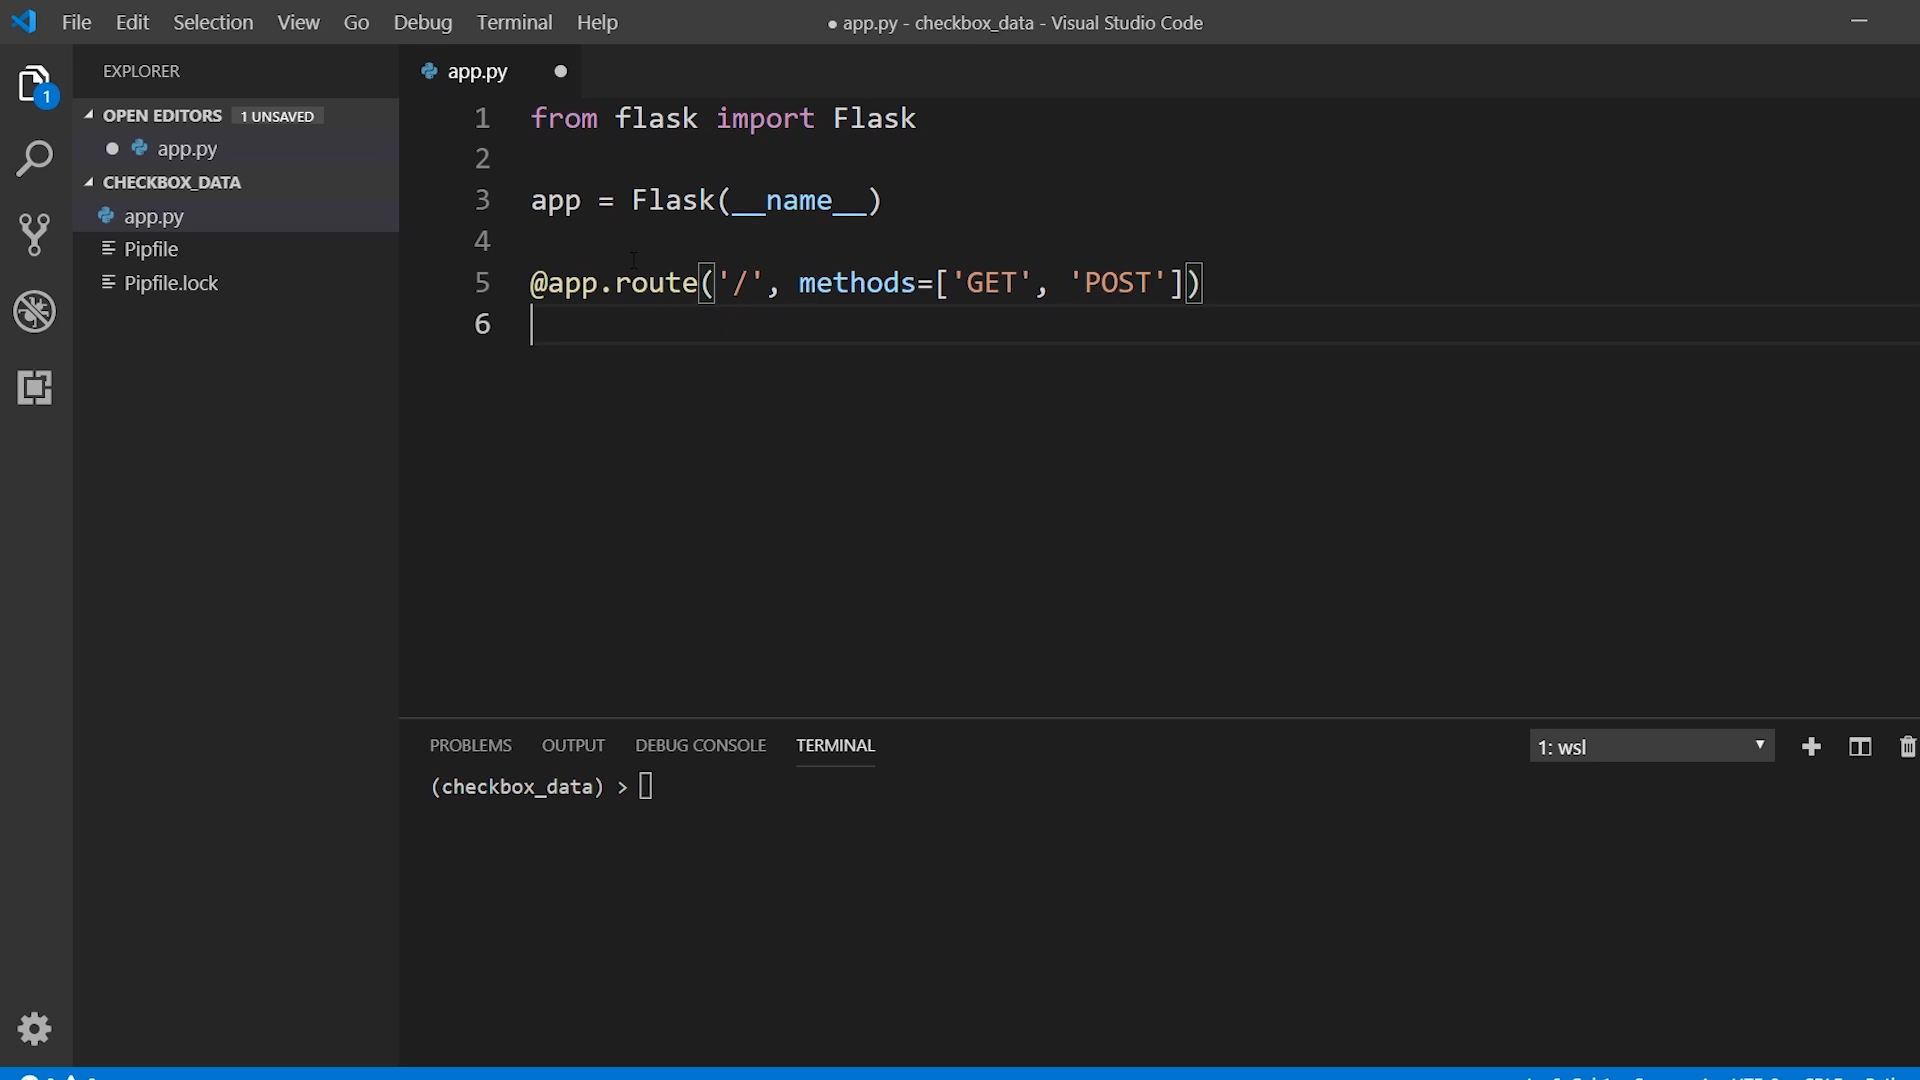 File Edit Selection View Go Debug Terminal Help
● app.py - checkbox_data - Visual Studio Code
EXPLORER
1
OPEN EDITORS 1 UNSAVED
app.py
CHECKBOX_DATA
app.py
Pipfile
Pipfile.lock
app.py
1 from flask import Flask
2
3 app = Flask(__name__)
4
5 @app.route('/', methods=['GET', 'POST'])
6
PROBLEMS OUTPUT DEBUG CONSOLE TERMINAL
1: wsl
(checkbox_data) >